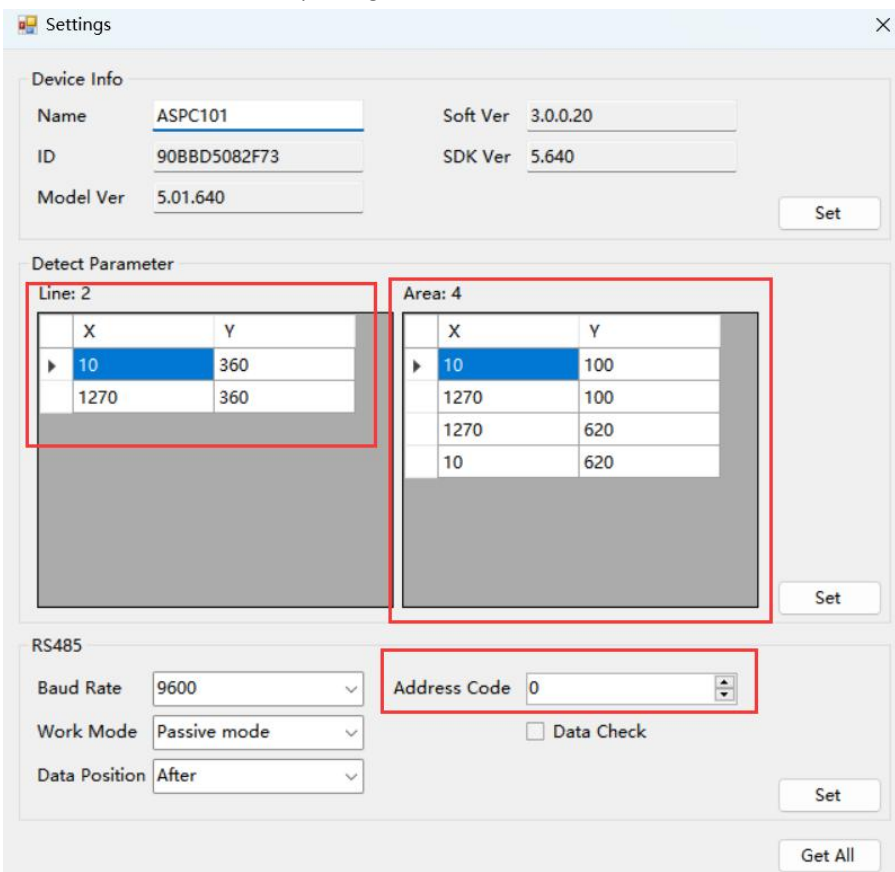 Settings
Device Info
Name ASPC101 Soft Ver 3.0.0.20
ID 90BBD5082F73 SDK Ver 5.640
Model Ver 5.01.640
Set
Detect Parameter
Line: 2 Area: 4
X Y X Y
10 360 10 100
1270 360 1270 100
1270 620
10 620
Set
RS485
Baud Rate 9600 Address Code 0
Work Mode Passive mode Data Check
Data Position After
Set
Get All